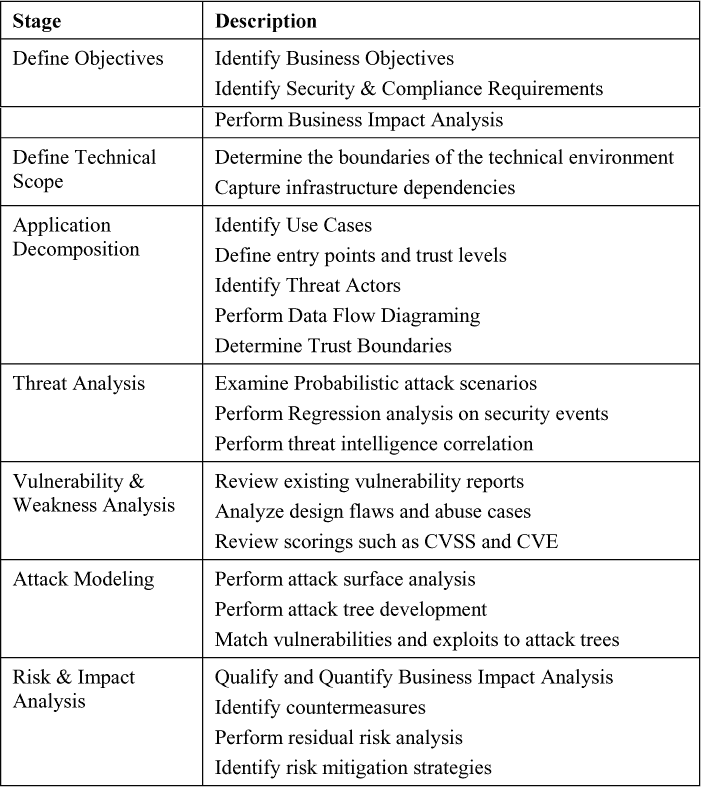 Stage Description
Define Objectives Identify Business Objectives
Identify Security & Compliance Requirements
Perform Business Impact Analysis
Define Technical Determine the boundaries of the technical environment
Scope Capture infrastructure dependencies
Application Identify Use Cases
Decomposition Define entry points and trust levels
Identify Threat Actors
Perform Data Flow Diagraming
Determine Trust Boundaries
Threat Analysis Examine Probabilistic attack scenarios
Perform Regression analysis on security events
Perform threat intelligence correlation
Vulnerability & Review existing vulnerability reports
Weakness Analysis Analyze design flaws and abuse cases
Review scorings such as CVSS and CVE
Attack Modeling Perform attack surface analysis
Perform attack tree development
Match vulnerabilities and exploits to attack trees
Risk & Impact Qualify and Quantify Business Impact Analysis
Analysis Identify countermeasures
Perform residual risk analysis
Identify risk mitigation strategies